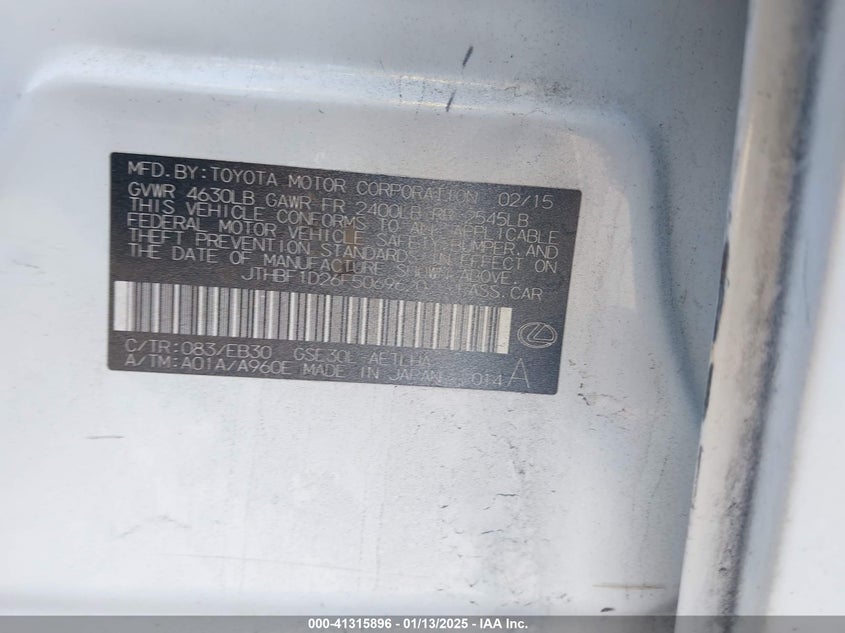 MFD. BY: TOYOTA MOTOR CORPORATION 02/15
GVWR 4630LB GAWR FR 2400LB RR 2545LB
THIS VEHICLE CONFORMS TO ALL APPLICABLE
FEDERAL MOTOR VEHICLE SAFETY, BUMPER, AND
THEFT PREVENTION STANDARDS IN EFFECT ON
THE DATE OF MANUFACTURE SHOWN ABOVE.
PASS. CAR
C/TR: 083/EB30 GSE30L AETLHA
A/TM: A01A/A960E MADE IN JAPAN 014 A
000-41315896 - 01/13/2025 - IAA Inc.